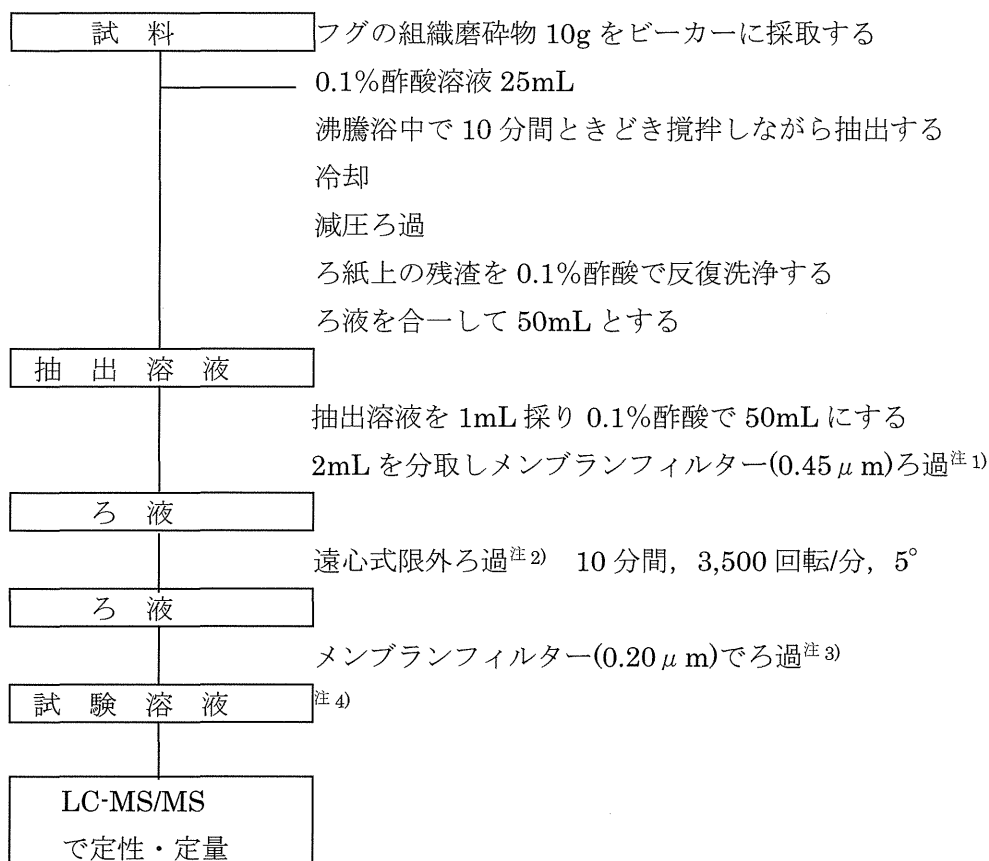 試 料 フグの組織磨砕物 10g をビーカーに採取する
0.1%酢酸溶液 25mL
沸騰浴中で 10 分間ときどき撹拌しながら抽出する
冷却
減圧ろ過
ろ紙上の残渣を 0.1%酢酸で反復洗浄する
ろ液を合一して 50mL とする
抽 出 溶 液
抽出溶液を 1mL 採り 0.1%酢酸で 50mL にする
2mL を分取しメンブランフィルター(0.45μm)ろ過注1)
ろ 液
遠心式限外ろ過注2) 10 分間, 3,500 回転/分, 5°
ろ 液
メンブランフィルター(0.20μm)でろ過注3)
試 験 溶 液 注4)
LC-MS/MS
で定性・定量